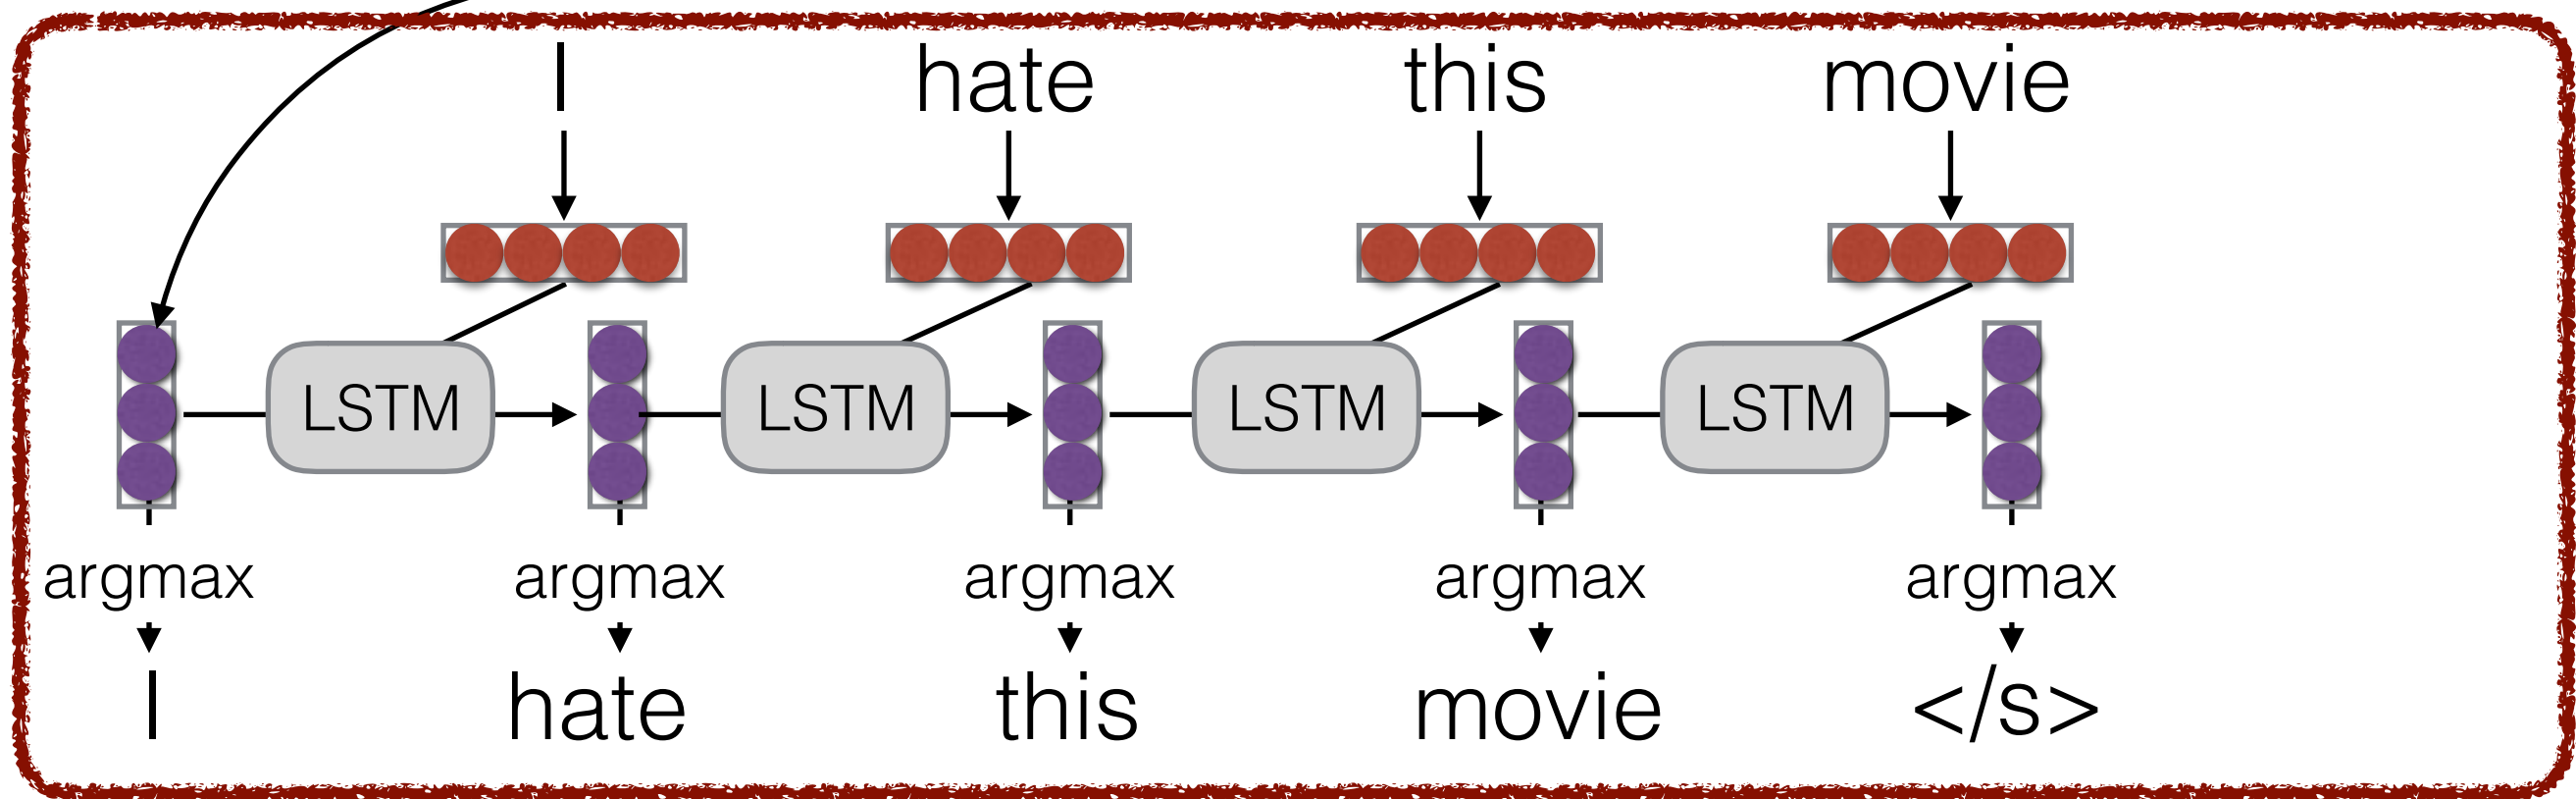 I hate this movie
LSTM LSTM LSTM LSTM
argmax argmax argmax argmax argmax
I hate this movie </s>